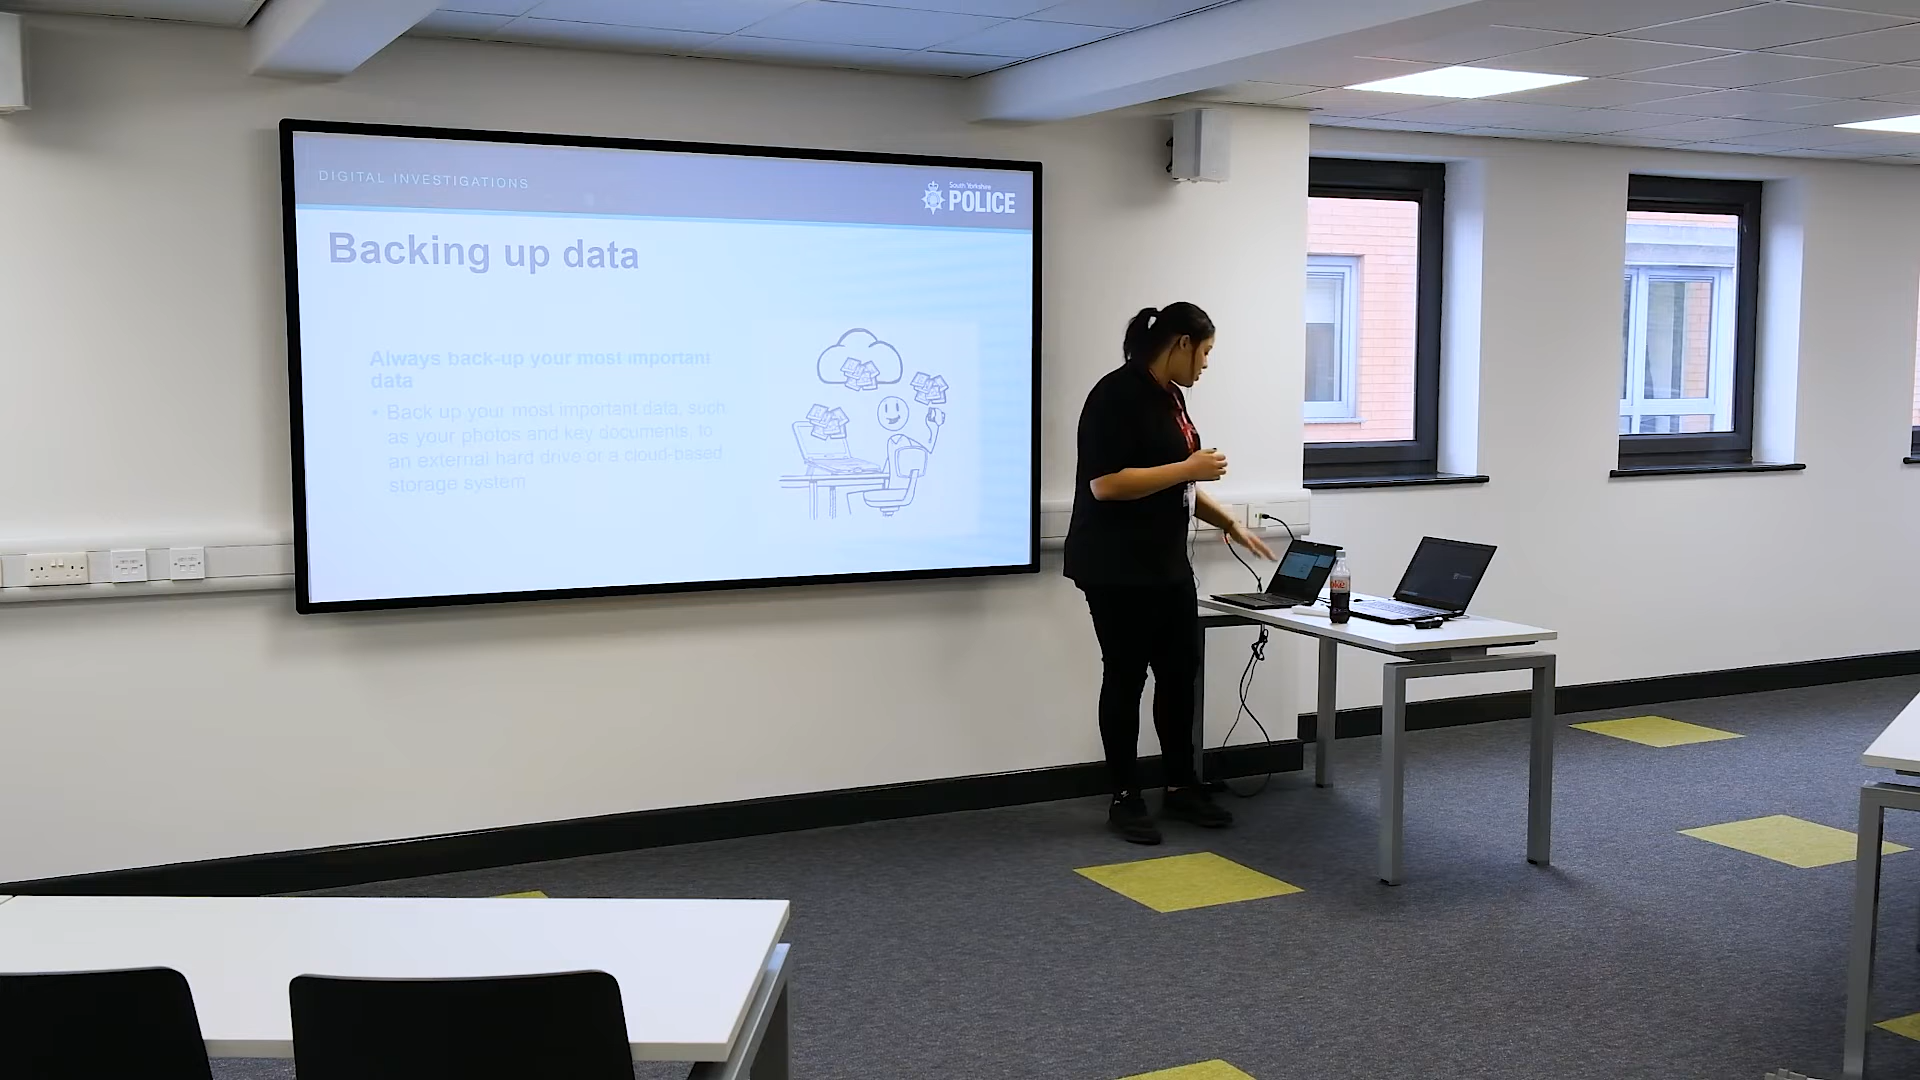 DIGITAL INVESTIGATIONS
South Yorkshire
POLICE
Backing up data
Always back-up your most important
data
• Back up your most important data, such
as your photos and key documents, to
an external hard drive or a cloud-based
storage system
coke